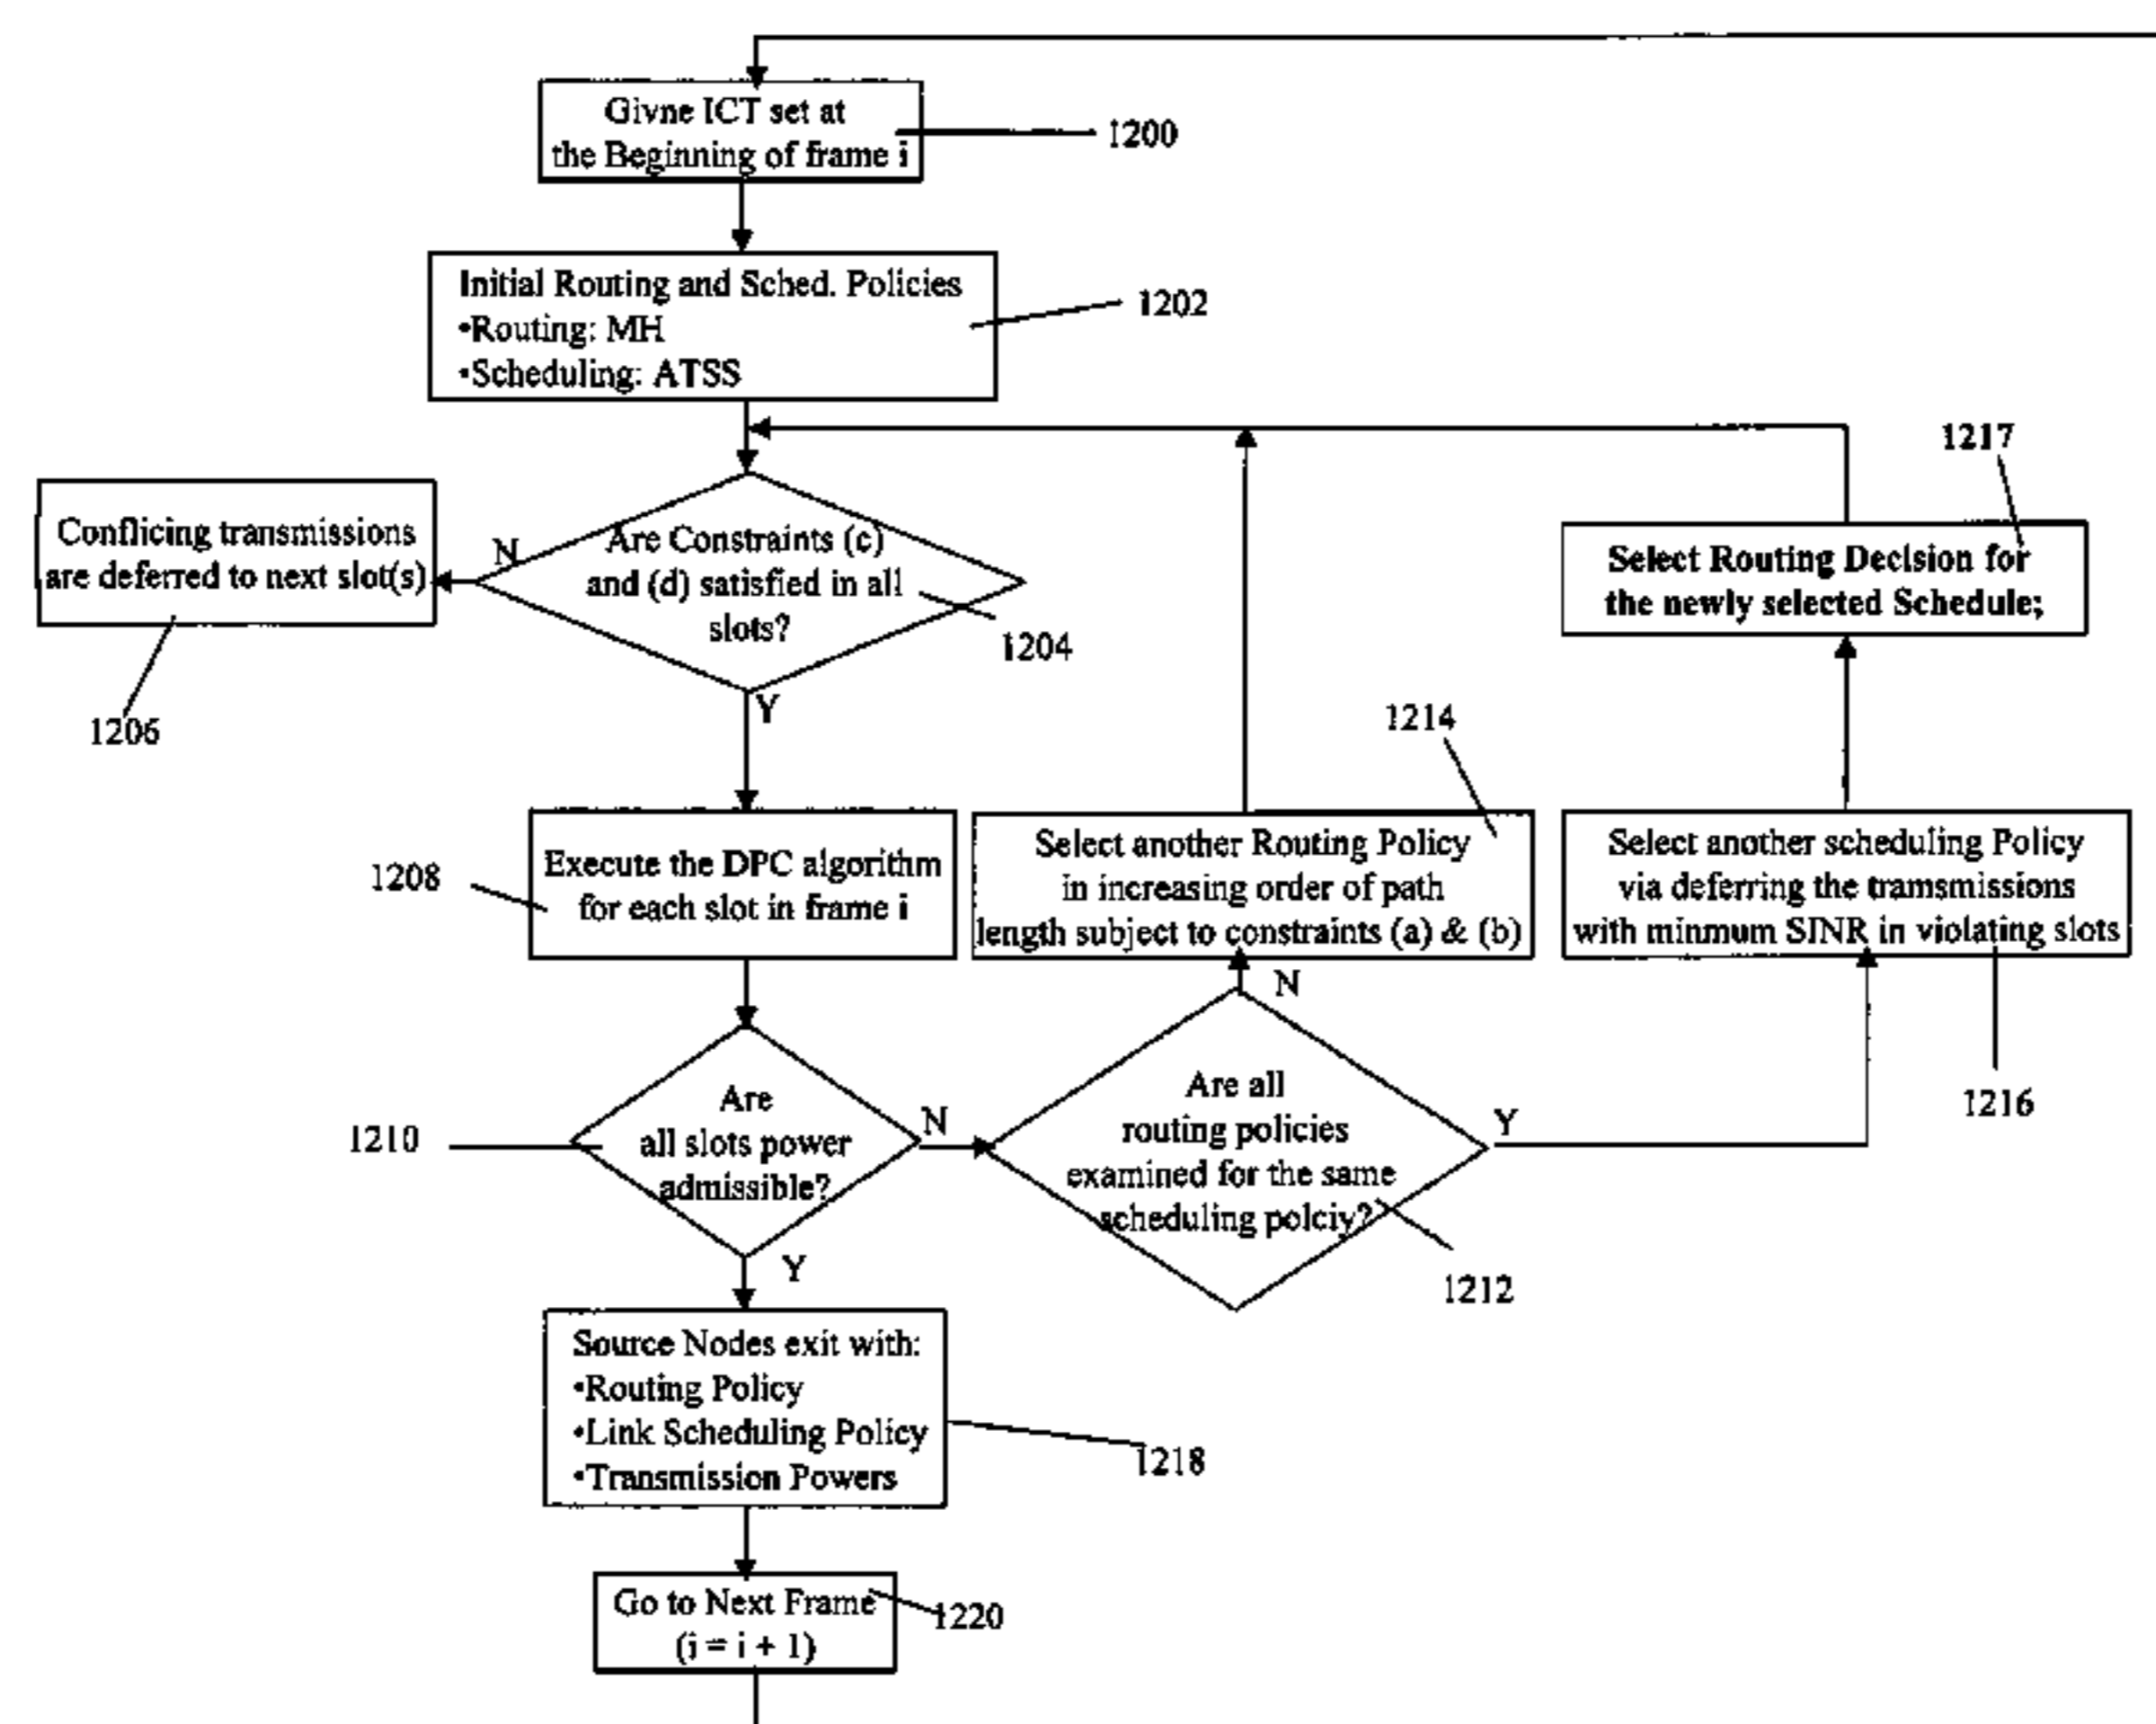 Givne ICT set at
the Beginning of frame i
1200
Initial Routing and Sched. Policies
•Routing: MH
•Scheduling: ATSS
1202
1217
Conflicing transmissions
are deferred to next slot(s)
N
Are Constraints (c)
and (d) satisfied in all
slots?
1204
Select Routing Decision for
the newly selected Schedule;
1206
Y
1214
1208
Execute the DPC algorithm
for each slot in frame i
Select another Routing Policy
in increasing order of path
length subject to constraints (a) & (b)
Select another scheduling Policy
via deferring the tramsmissions
with minmum SINR in violating slots
N
1210
Are
all slots power
admissible?
N
Are all
routing policies
examined for the same
scheduling polciy?
Y
1216
1212
Y
Source Nodes exit with:
•Routing Policy
•Link Scheduling Policy
•Transmission Powers
1218
Go to Next Frame
(i = i + 1)
1220